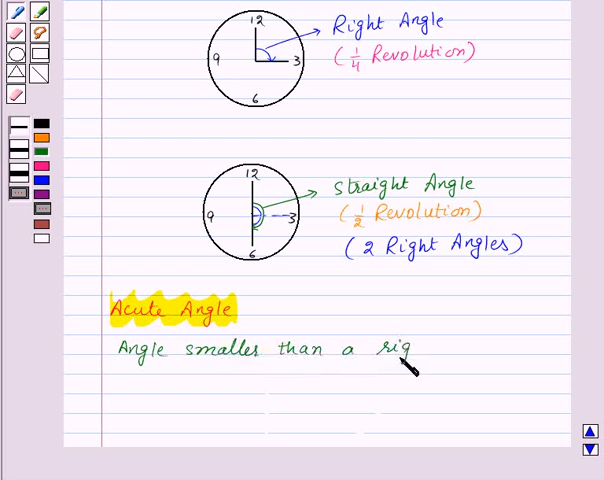 12
Right Angle
9
3
(1/4 Revolution)
6
12
Straight Angle
9
3
(1/2 Revolution)
6
(2 Right Angles)
Acute Angle
Angle smaller than a rig